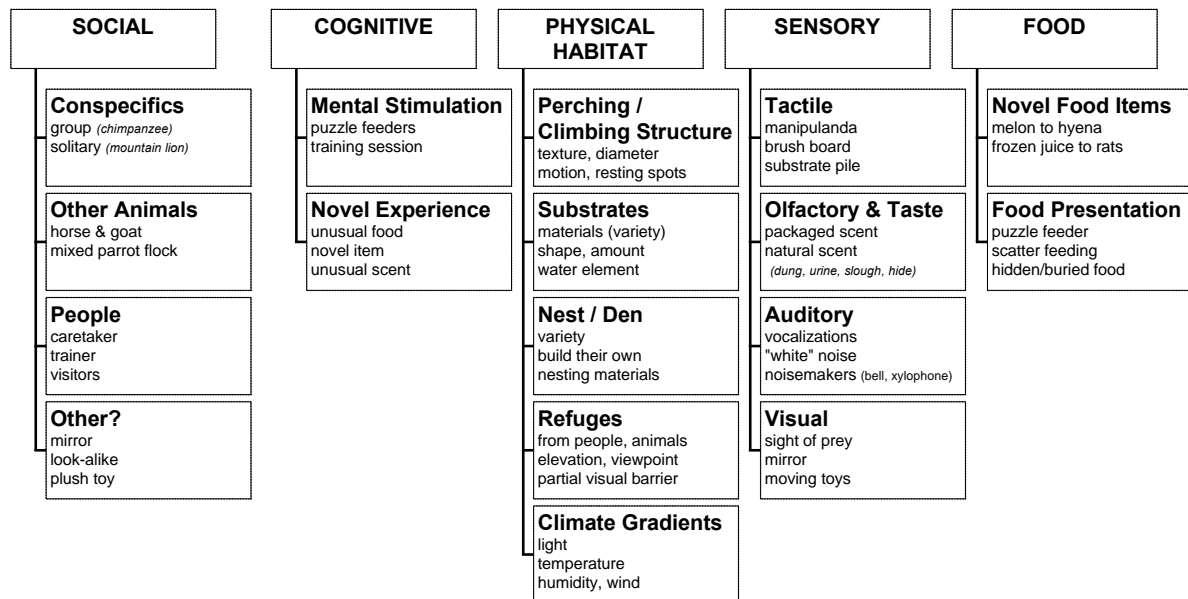 SOCIAL
Conspecifics
group (chimpanzee)
solitary (mountain lion)
Other Animals
horse & goat
mixed parrot flock
People
caretaker
trainer
visitors
Other?
mirror
look-alike
plush toy
COGNITIVE
Mental Stimulation
puzzle feeders
training session
Novel Experience
unusual food
novel item
unusual scent
PHYSICAL
HABITAT
Perching /
Climbing Structure
texture, diameter
motion, resting spots
Substrates
materials (variety)
shape, amount
water element
Nest / Den
variety
build their own
nesting materials
Refuges
from people, animals
elevation, viewpoint
partial visual barrier
Climate Gradients
light
temperature
humidity, wind
SENSORY
Tactile
manipulanda
brush board
substrate pile
Olfactory & Taste
packaged scent
natural scent
(dung, urine, slough, hide)
Auditory
vocalizations
"white" noise
noisemakers (bell, xylophone)
Visual
sight of prey
mirror
moving toys
FOOD
Novel Food Items
melon to hyena
frozen juice to rats
Food Presentation
puzzle feeder
scatter feeding
hidden/buried food